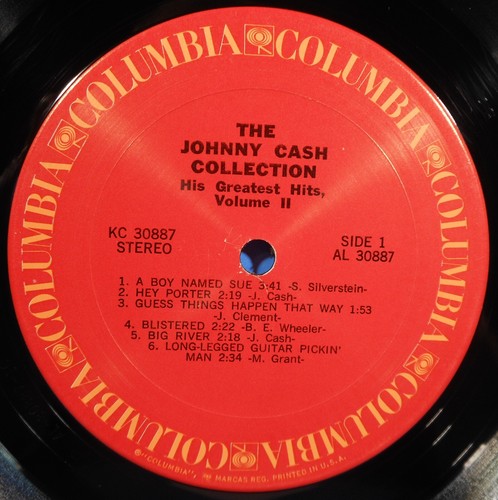 COLUMBIA COLUMBIA COLUMBIA COLUMBIA COLUMBIA COLUMBIA
THE
JOHNNY CASH
COLLECTION
His Greatest Hits,
Volume II
KC 30887
STEREO
SIDE 1
AL 30887
1. A BOY NAMED SUE 3:41 -S. Silverstein-
2. HEY PORTER 2:19 -J. Cash-
3. GUESS THINGS HAPPEN THAT WAY 1:53
-J. Clement-
4. BLISTERED 2:22 -B. E. Wheeler-
5. BIG RIVER 2:18 -J. Cash-
6. LONG-LEGGED GUITAR PICKIN'
MAN 2:34 -M. Grant-
©"COLUMBIA", MARCAS REG. PRINTED IN U.S.A.